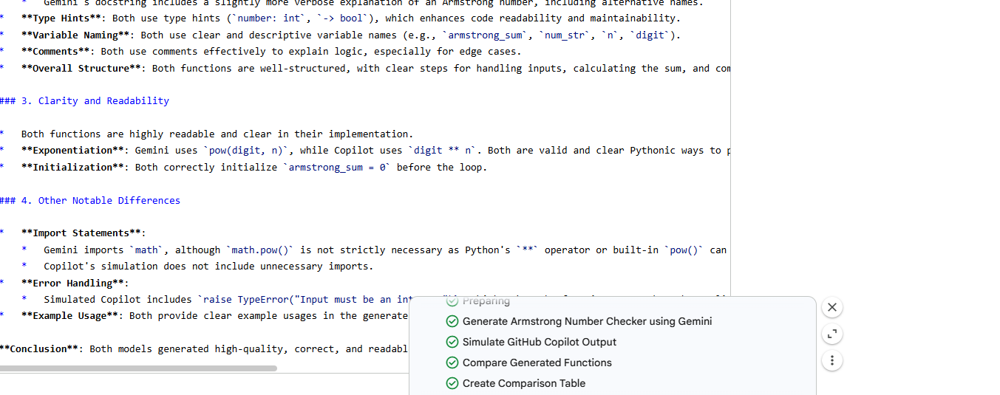 *   Gemini's docstring includes a slightly more verbose explanation of an Armstrong number, including alternative names.
*   **Type Hints**: Both use type hints (`number: int`, `-> bool`), which enhances code readability and maintainability.
*   **Variable Naming**: Both use clear and descriptive variable names (e.g., `armstrong_sum`, `num_str`, `n`, `digit`).
*   **Comments**: Both use comments effectively to explain logic, especially for edge cases.
*   **Overall Structure**: Both functions are well-structured, with clear steps for handling inputs, calculating the sum, and
### 3. Clarity and Readability
*   Both functions are highly readable and clear in their implementation.
*   **Exponentiation**: Gemini uses `pow(digit, n)`, while Copilot uses `digit ** n`. Both are valid and clear Pythonic ways to
*   **Initialization**: Both correctly initialize `armstrong_sum = 0` before the loop.
### 4. Other Notable Differences
*   **Import Statements**:
*   Gemini imports `math`, although `math.pow()` is not strictly necessary as Python's `**` operator or built-in `pow()` can
*   Copilot's simulation does not include unnecessary imports.
*   **Error Handling**:
*   Simulated Copilot includes `raise TypeError("Input must be an
*   **Example Usage**: Both provide clear example usages in the
**Conclusion**: Both models generated high-quality, correct, and
Preparing
Generate Armstrong Number Checker using Gemini
Simulate GitHub Copilot Output
Compare Generated Functions
Create Comparison Table